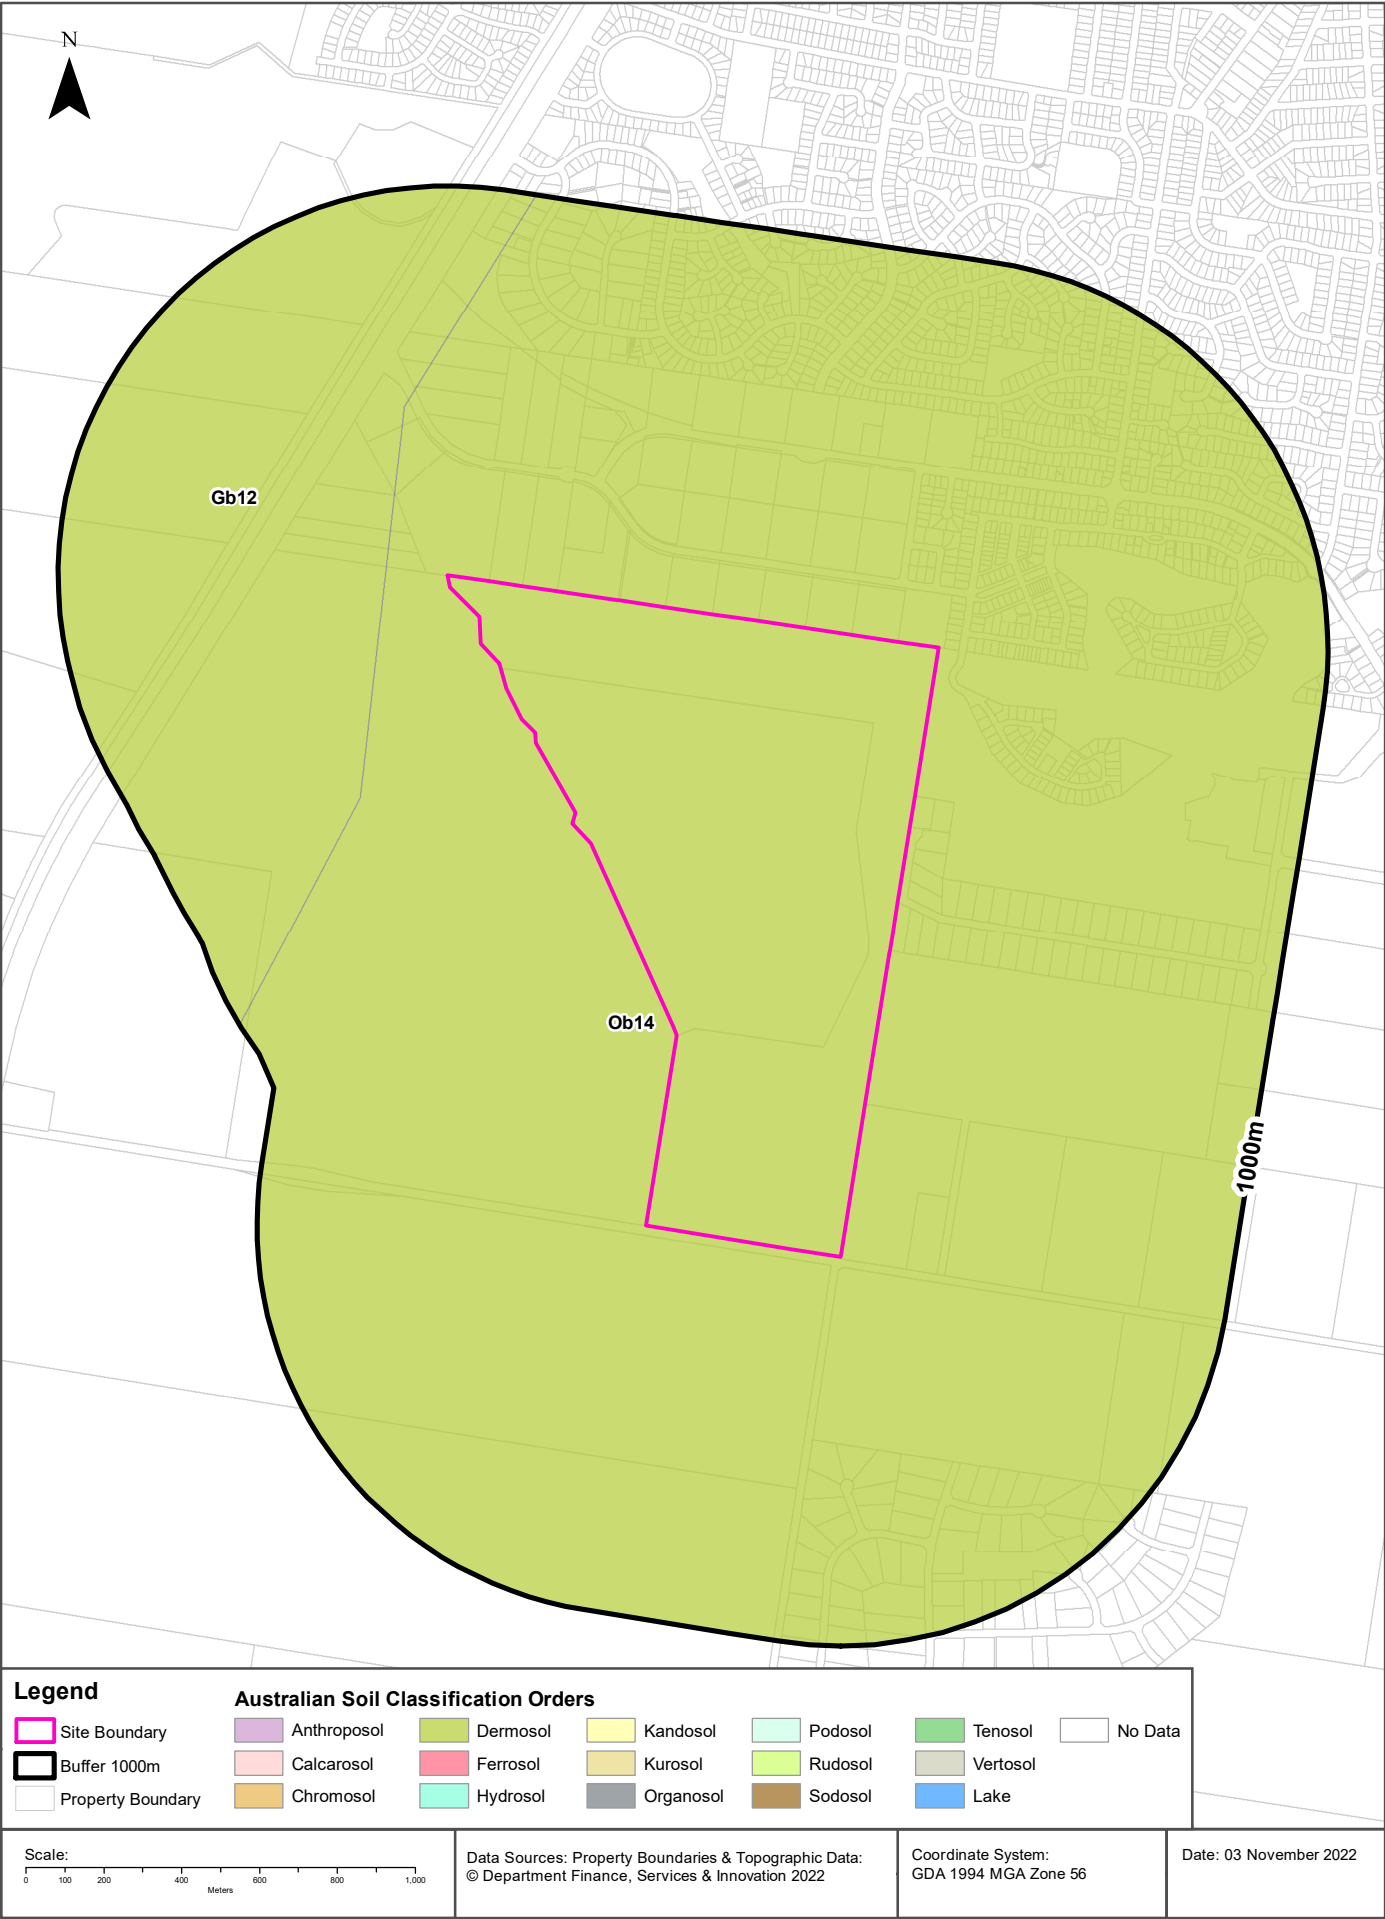 N
Gb12
Ob14
1000m
Legend
Site Boundary
Buffer 1000m
Property Boundary
Australian Soil Classification Orders
Anthroposol
Calcarosol
Chromosol
Dermosol
Ferrosol
Hydrosol
Kandosol
Kurosol
Organosol
Podosol
Rudosol
Sodosol
Tenosol
Vertosol
Lake
No Data
Scale:
0 100 200 400 600 800 1,000
Meters
Data Sources: Property Boundaries & Topographic Data:
© Department Finance, Services & Innovation 2022
Coordinate System:
GDA 1994 MGA Zone 56
Date: 03 November 2022